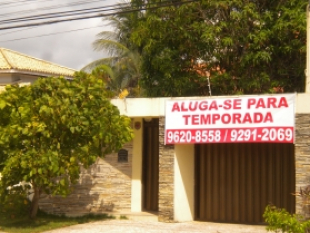 ALUGA-SE PARA
TEMPORADA
9620-8558 / 9291-2069